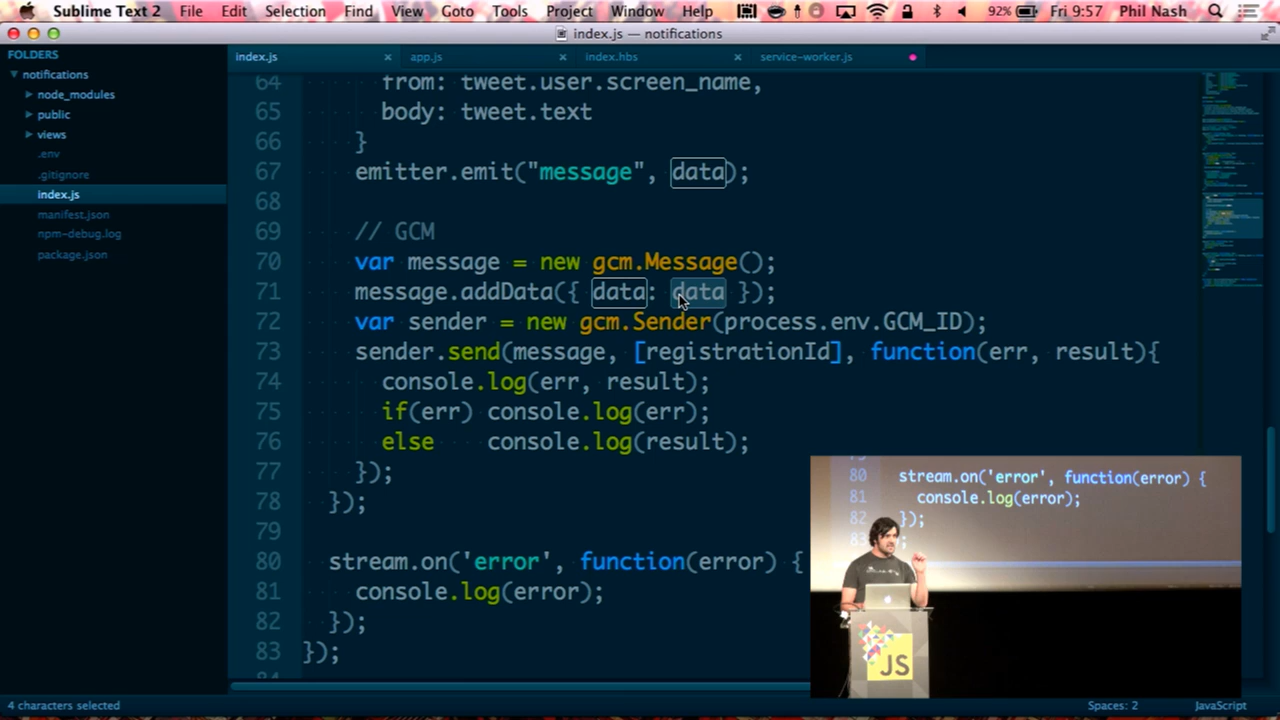 Sublime Text 2 File Edit Selection Find View Goto Tools Project Window Help 92% Fri 9:57 Phil Nash
index.js — notifications
FOLDERS
notifications
node_modules
public
views
.env
.gitignore
index.js
manifest.json
npm-debug.log
package.json
index.js app.js index.hbs service-worker.js
64 from: tweet.user.screen_name,
65 body: tweet.text
66 }
67 emitter.emit("message", data);
68
69 // GCM
70 var message = new gcm.Message();
71 message.addData({ data: data });
72 var sender = new gcm.Sender(process.env.GCM_ID);
73 sender.send(message, [registrationId], function(err, result){
74 console.log(err, result);
75 if(err) console.log(err);
76 else console.log(result);
77 });
78 });
79
80 stream.on('error', function(error) {
81 console.log(error);
82 });
83 });
80 stream.on('error', function(error) {
81 console.log(error);
82 });
83
JS
4 characters selected
Spaces: 2 JavaScript